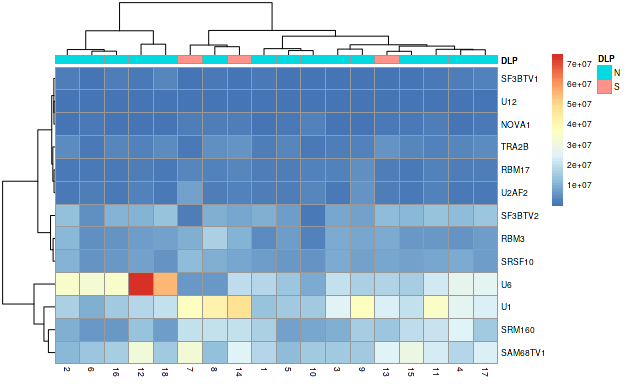 DLP
SF3BTV1
U12
NOVA1
TRA2B
RBM17
U2AF2
SF3BTV2
RBM3
SRSF10
U6
U1
SRM160
SAM68TV1
2 6 16 12 18 7 8 14 1 5 10 3 9 13 15 11 4 17
7e+07
6e+07
5e+07
4e+07
3e+07
2e+07
1e+07
DLP
N
S